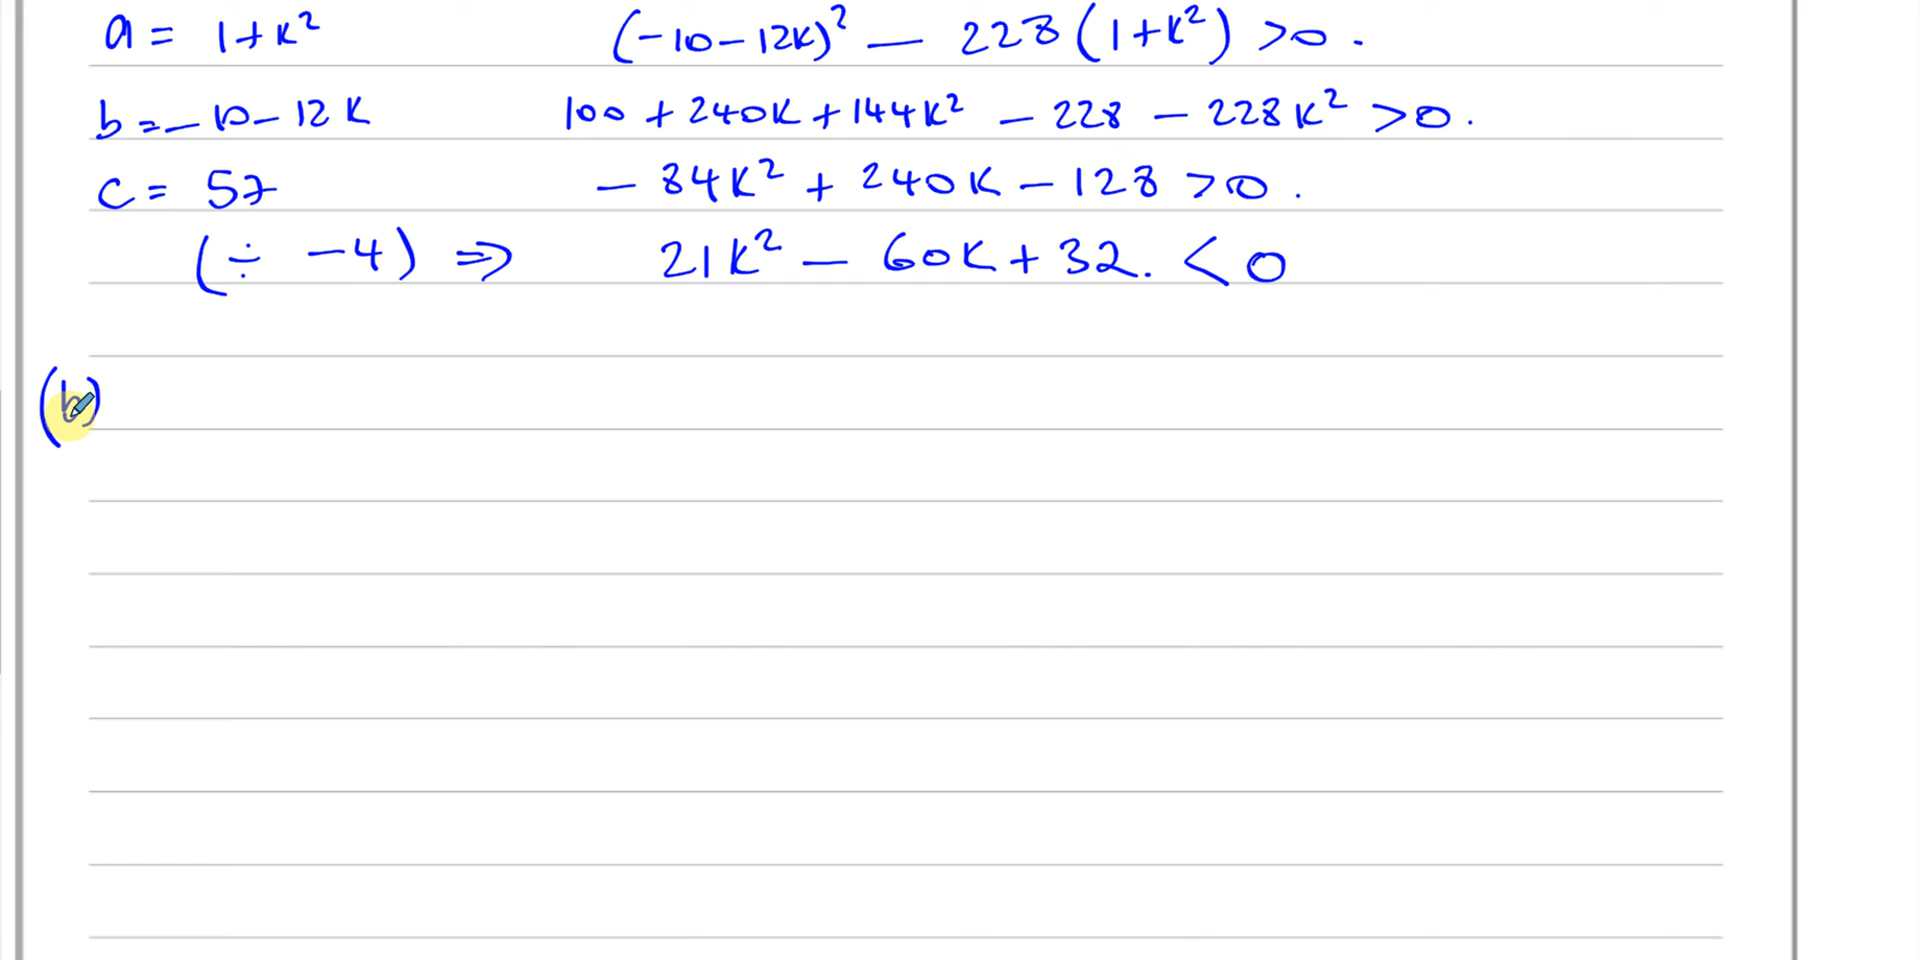 a = 1+k² (-10-12k)² - 228(1+k²) >0.
b = -10-12k 100 + 240k + 144k² - 228 - 228k² >0.
c = 57 - 84k² + 240k - 128 >0.
(÷ -4) ⇒ 21k² - 60k + 32. < 0
(b)